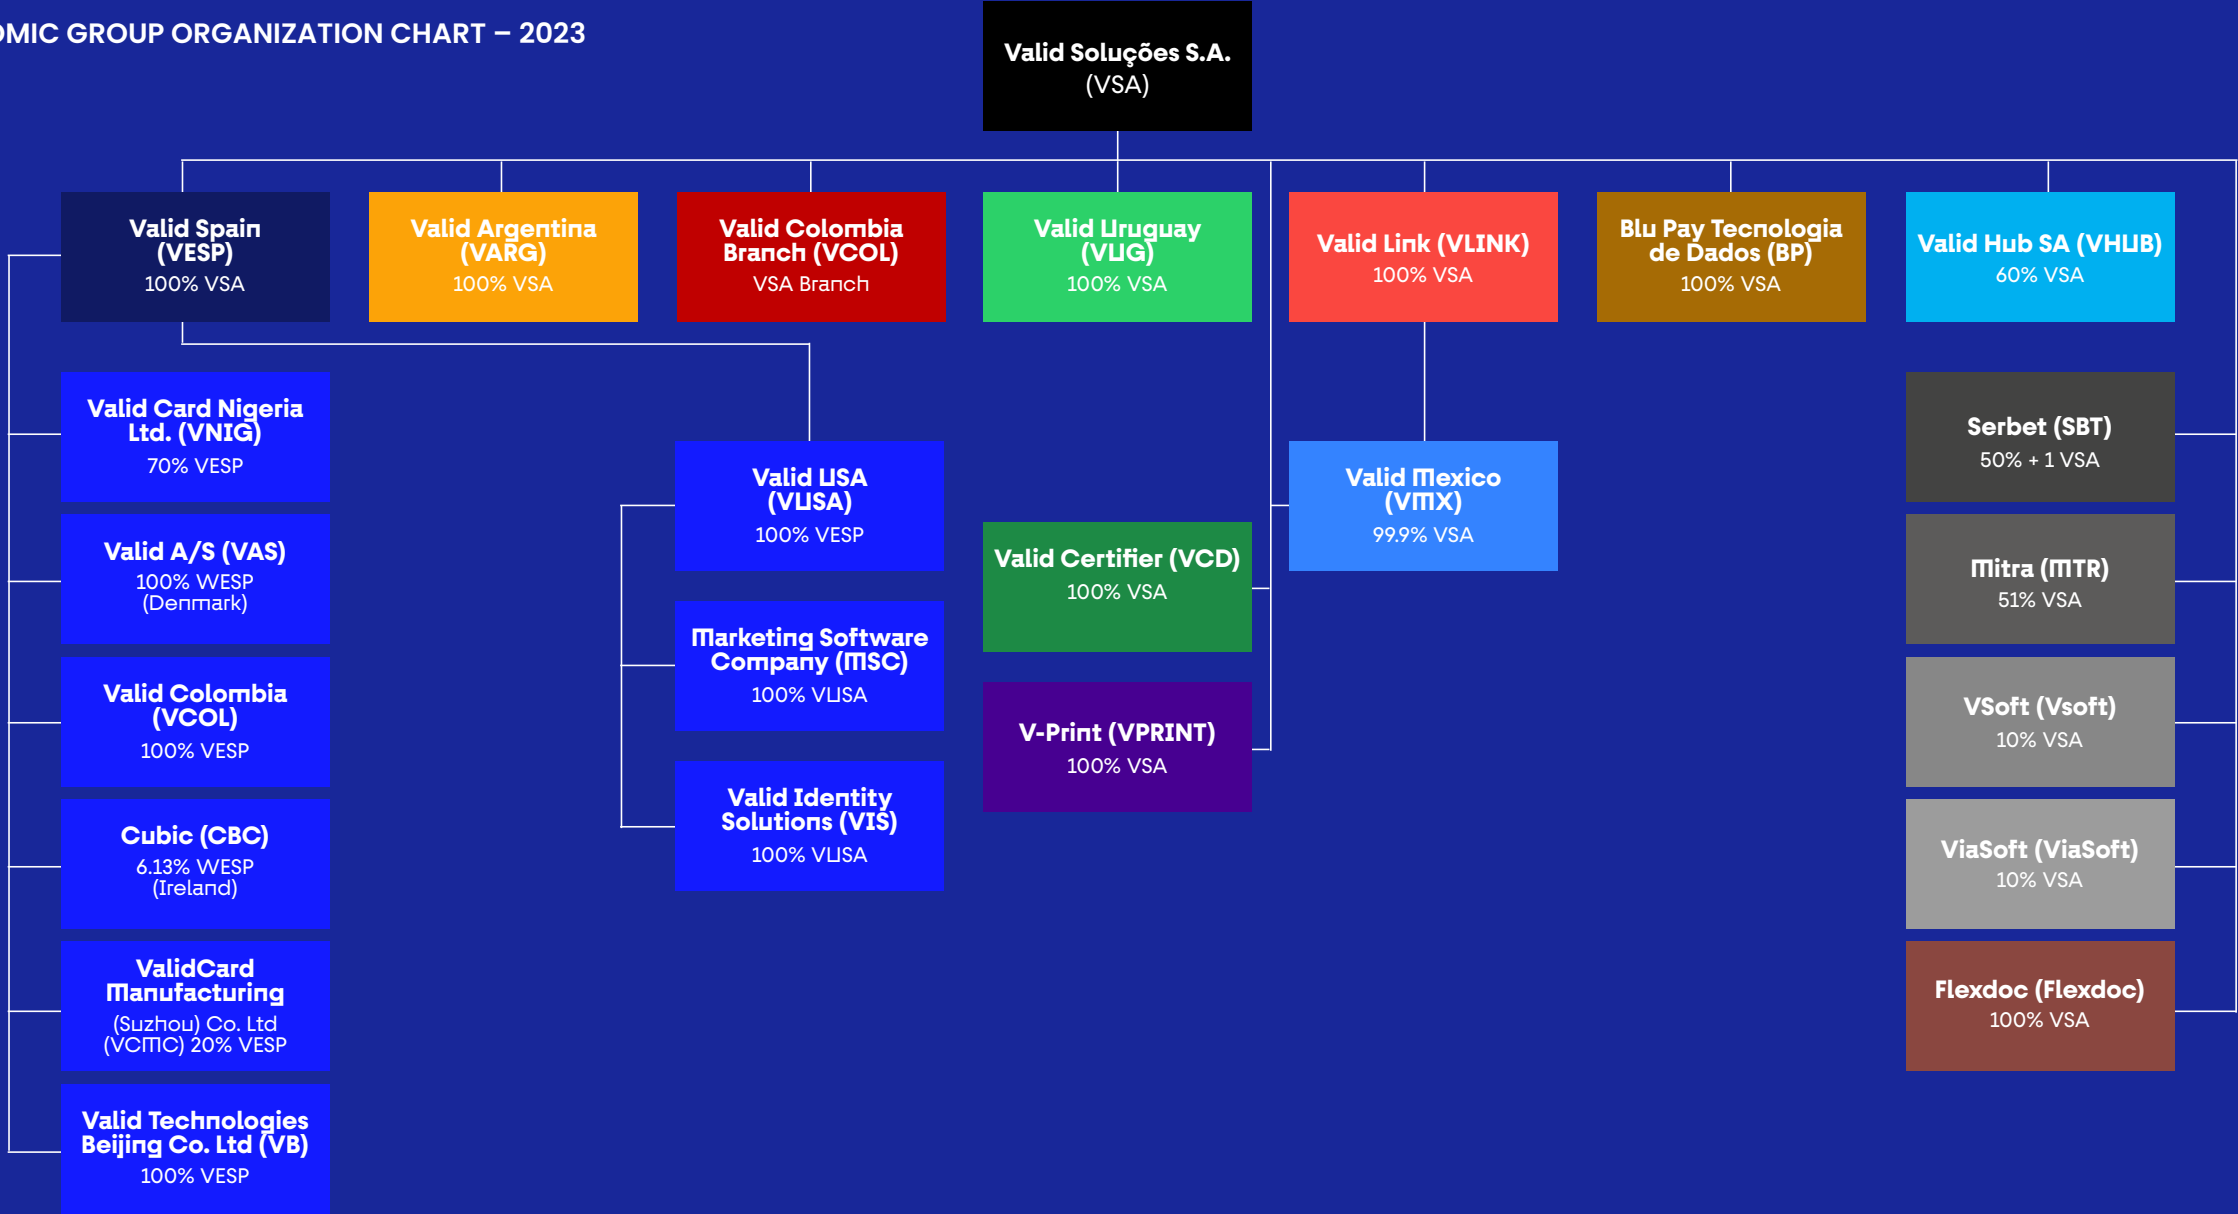 OMIC GROUP ORGANIZATION CHART – 2023
Valid Soluções S.A.
(VSA)
Valid Spain
(VESP)
100% VSA
Valid Argentina
(VARG)
100% VSA
Valid Colombia
Branch (VCOL)
VSA Branch
Valid Uruguay
(VUG)
100% VSA
Valid Link (VLINK)
100% VSA
Blu Pay Tecnologia
de Dados (BP)
100% VSA
Valid Hub SA (VHUB)
60% VSA
Valid Card Nigeria
Ltd. (VNIG)
70% VESP
Valid A/S (VAS)
100% WESP
(Denmark)
Valid Colombia
(VCOL)
100% VESP
Cubic (CBC)
6.13% WESP
(Ireland)
ValidCard
Manufacturing
(Suzhou) Co. Ltd
(VCMC) 20% VESP
Valid Technologies
Beijing Co. Ltd (VB)
100% VESP
Valid USA
(VUSA)
100% VESP
Marketing Software
Company (MSC)
100% VUSA
Valid Identity
Solutions (VIS)
100% VUSA
Valid Certifier (VCD)
100% VSA
V-Print (VPRINT)
100% VSA
Valid Mexico
(VMX)
99.9% VSA
Serbet (SBT)
50% + 1 VSA
Mitra (MTR)
51% VSA
VSoft (Vsoft)
10% VSA
ViaSoft (ViaSoft)
10% VSA
Flexdoc (Flexdoc)
100% VSA